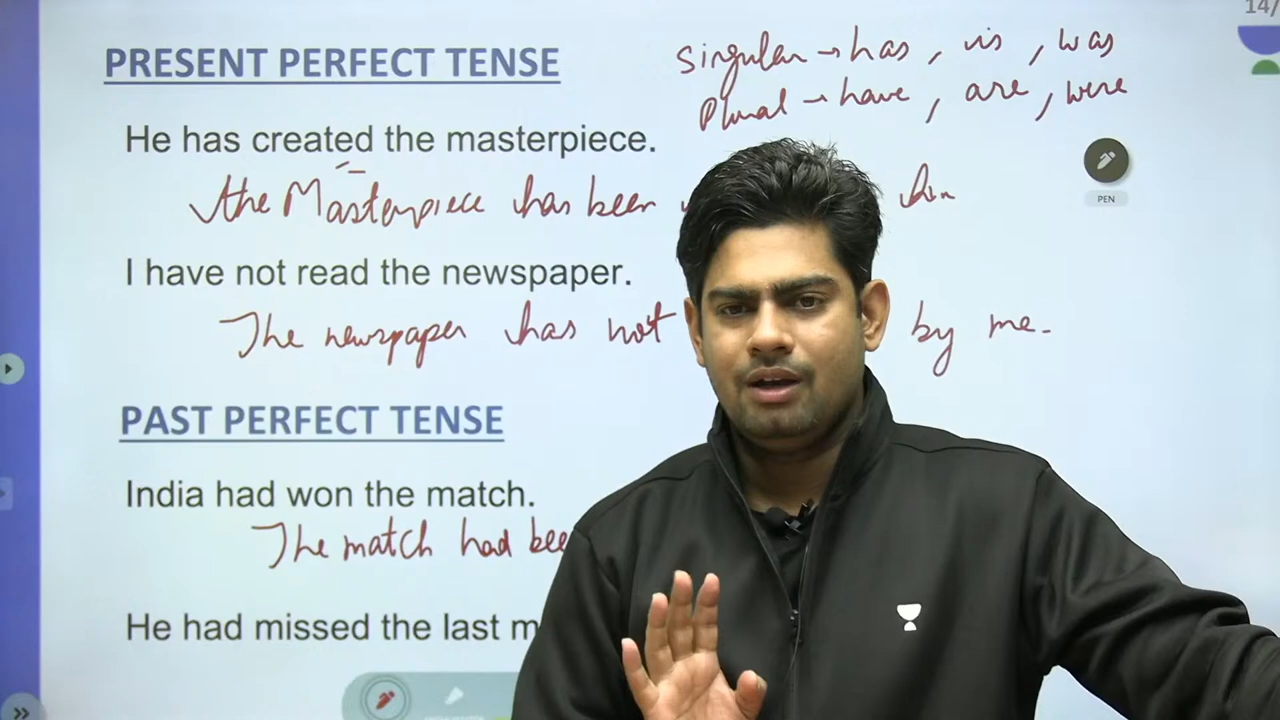 14/
PRESENT PERFECT TENSE
singular → has, is, was
Plural → have, are, were
He has created the masterpiece.
the Masterpiece has been him
PEN
I have not read the newspaper.
The newspaper has not by me.
PAST PERFECT TENSE
India had won the match.
The match had bee
He had missed the last m